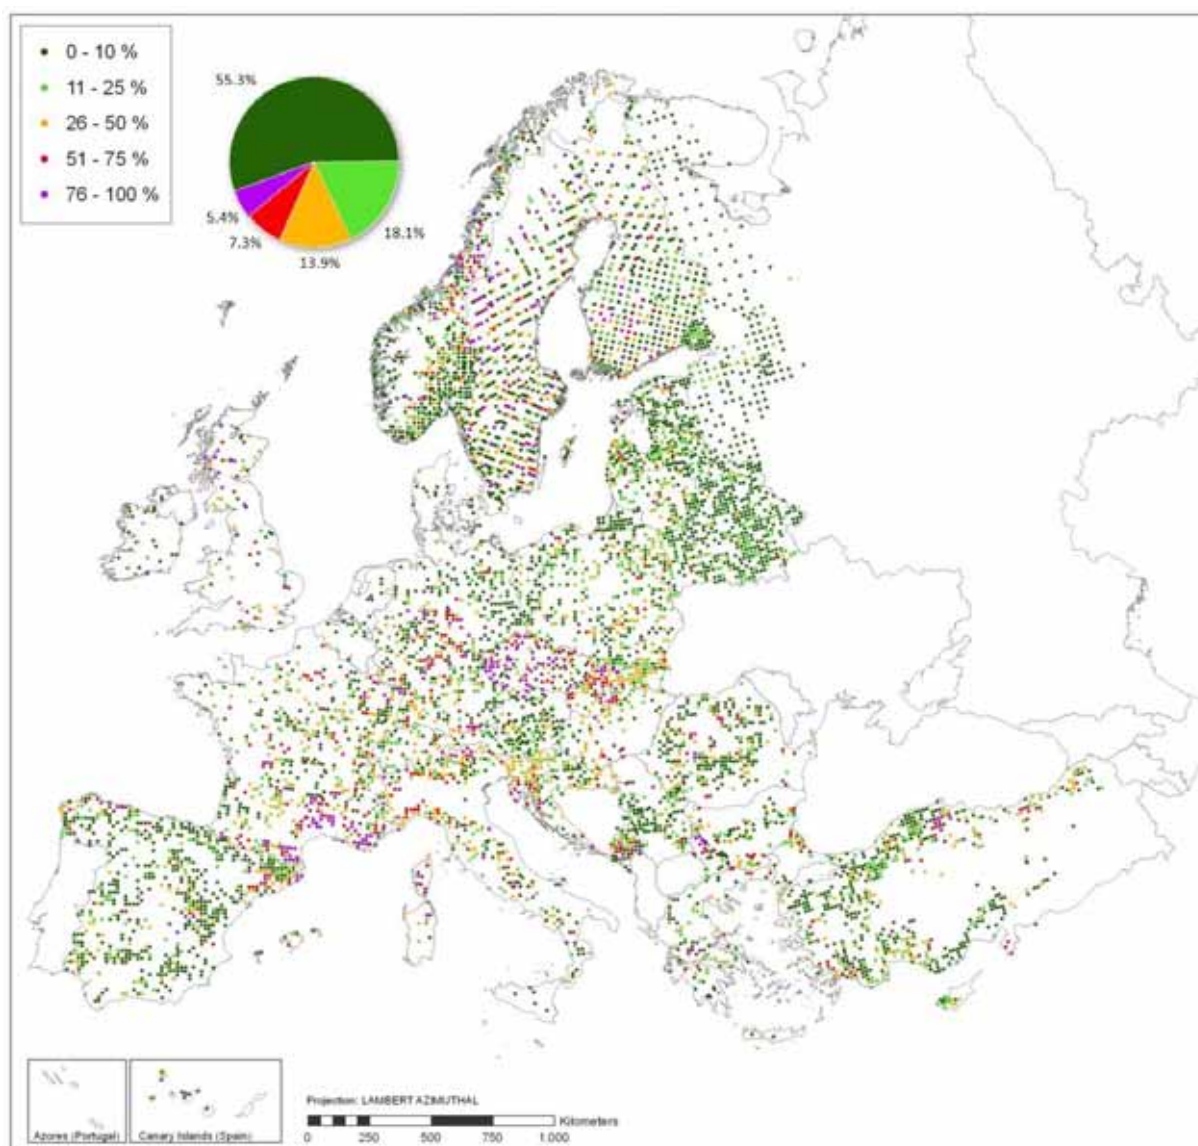 0 - 10 %
11 - 25 %
26 - 50 %
51 - 75 %
76 - 100 %
55.3%
5.4%
7.3%
13.9%
18.1%
Azores (Portugal)
Canary Islands (Spain)
Projection: LAMBERT AZIMUTHAL
Kilometers
0 250 500 750 1.000